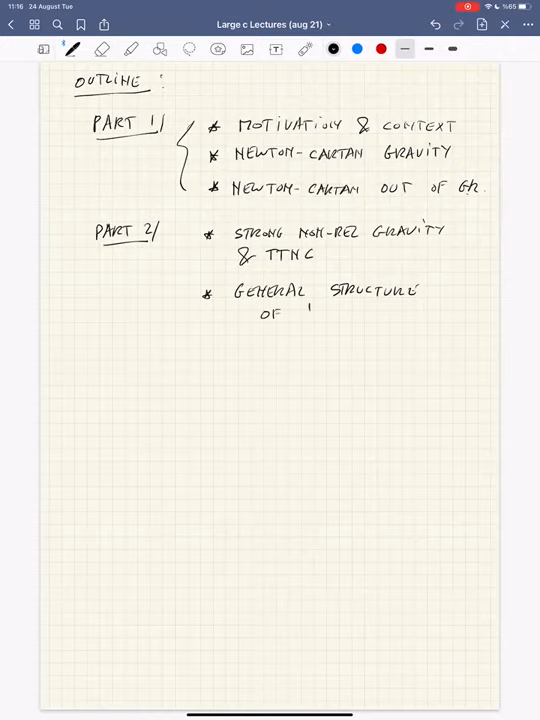 11:16 24 August Tue
%65
Large c Lectures (aug 21)
OUTLINE :
PART 1/ * MOTIVATION & CONTEXT
* NEWTON-CARTAN GRAVITY
* NEWTON-CARTAN OUT OF GR.
PART 2/ * STRONG NON-REL GRAVITY
& TTNC
* GENERAL STRUCTURE
OF